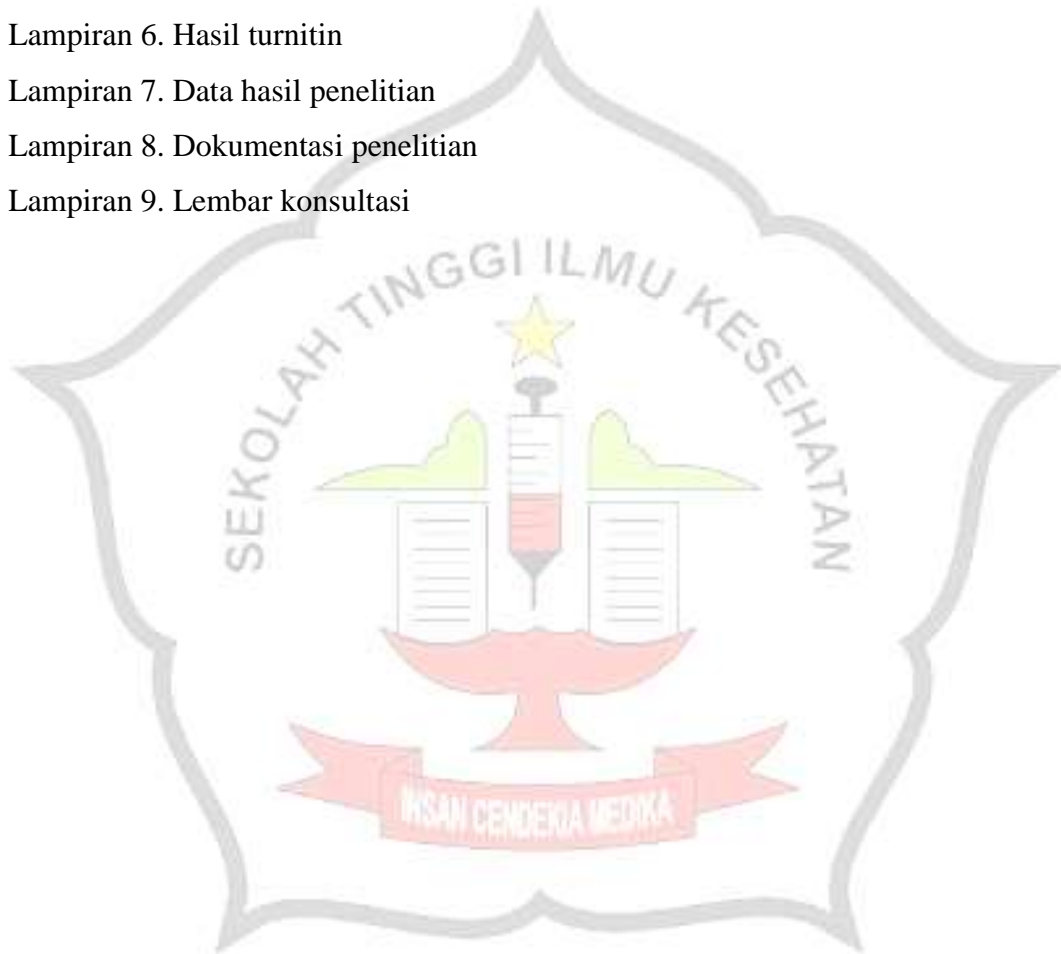 Lampiran 6. Hasil turnitin
Lampiran 7. Data hasil penelitian
Lampiran 8. Dokumentasi penelitian
Lampiran 9. Lembar konsultasi
SEKOLAH TINGGI ILMU KESEHATAN
INSAN CENDEKIA MEDIKA